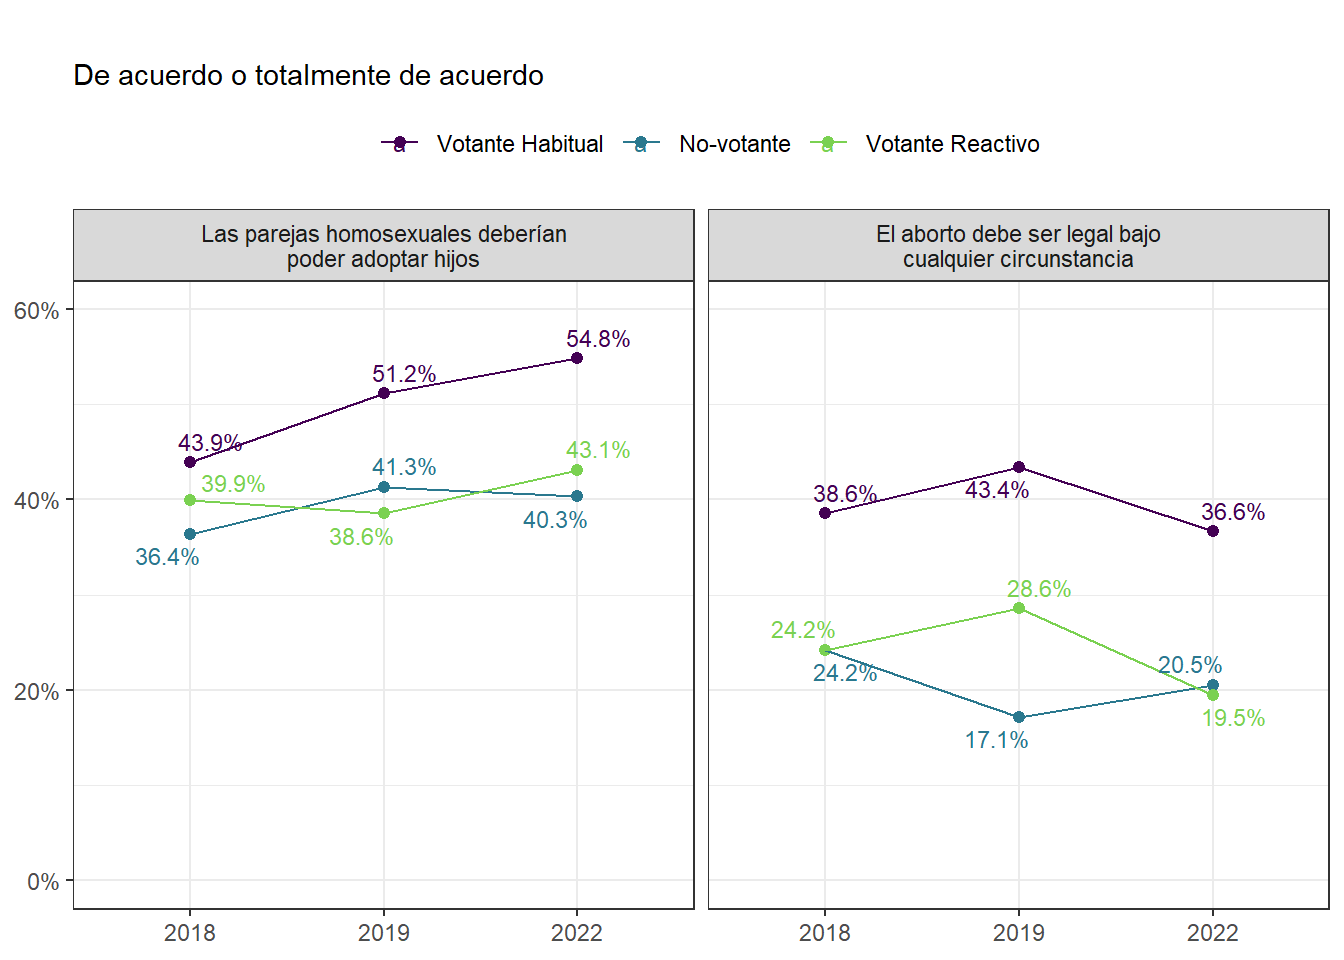 De acuerdo o totalmente de acuerdo
a Votante Habitual a No-votante a Votante Reactivo
Las parejas homosexuales deberían
poder adoptar hijos
El aborto debe ser legal bajo
cualquier circunstancia
60%
40%
20%
0%
54.8%
51.2%
43.9%
43.1%
41.3%
39.9%
40.3%
38.6%
36.4%
2018 2019 2022
38.6%
43.4%
36.6%
28.6%
24.2%
24.2%
20.5%
19.5%
17.1%
2018 2019 2022